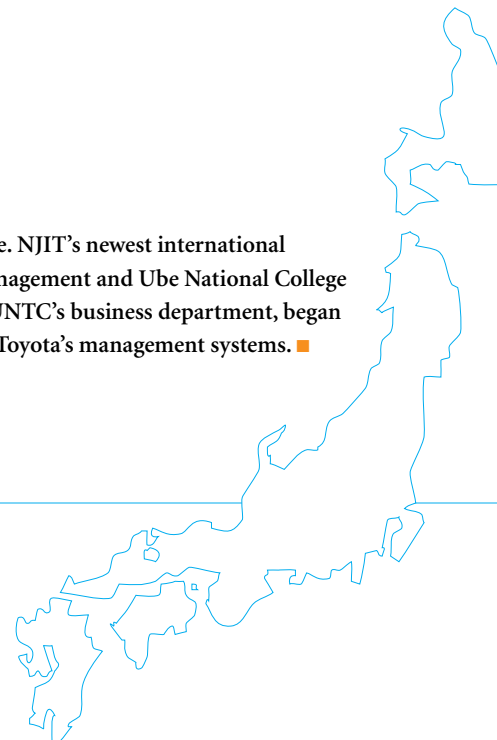 e. NJIT’s newest international
nagement and Ube National College
UNTC’s business department, began
Toyota’s management systems. ■